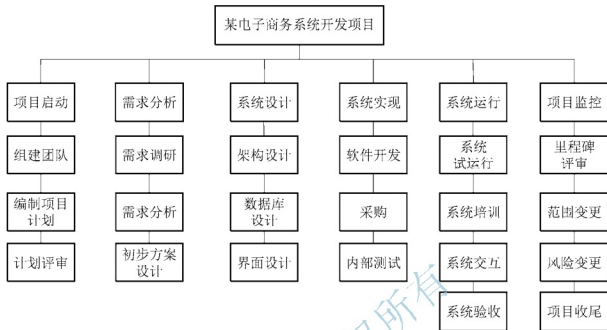 某电子商务系统开发项目
项目启动 需求分析 系统设计 系统实现 系统运行 项目监控
组建团队 需求调研 架构设计 软件开发 系统
试运行 里程碑
评审
编制项目
计划 需求分析 数据库
设计 采购 系统培训 范围变更
计划评审 初步方案
设计 界面设计 内部测试 系统交互 风险变更
系统验收 项目收尾
所有